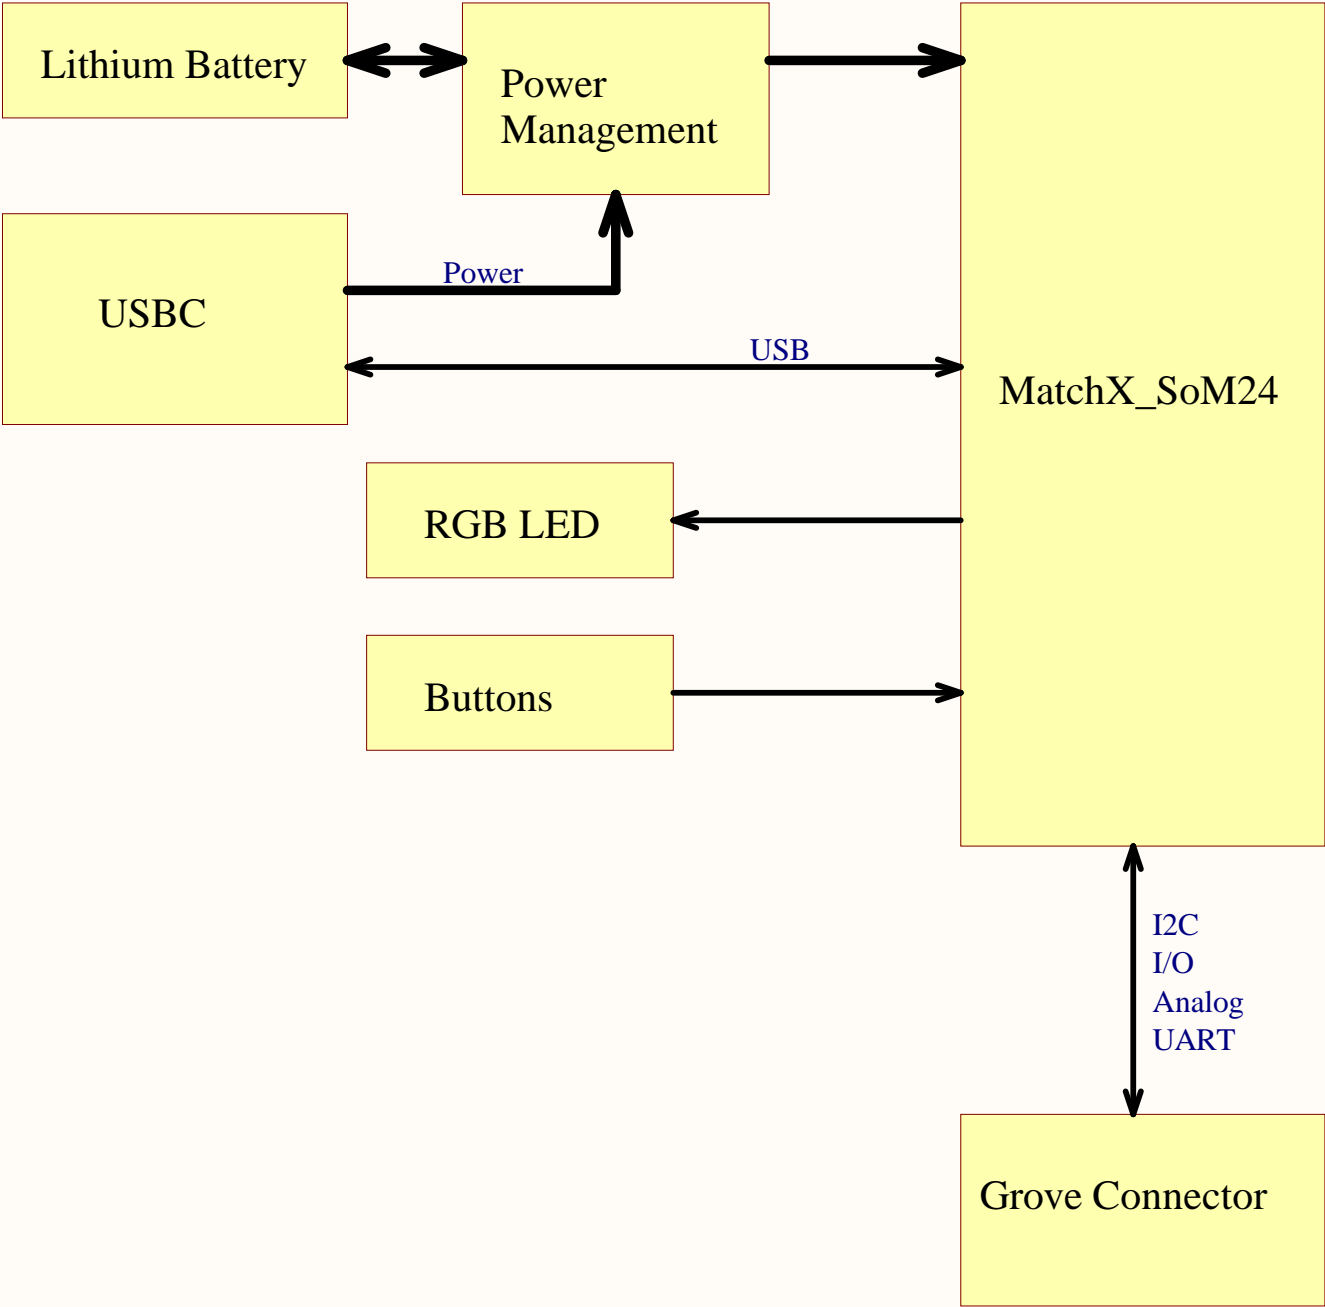 Lithium Battery
Power
Management
Power
USBC
USB
MatchX_SoM24
RGB LED
Buttons
I2C
I/O
Analog
UART
Grove Connector